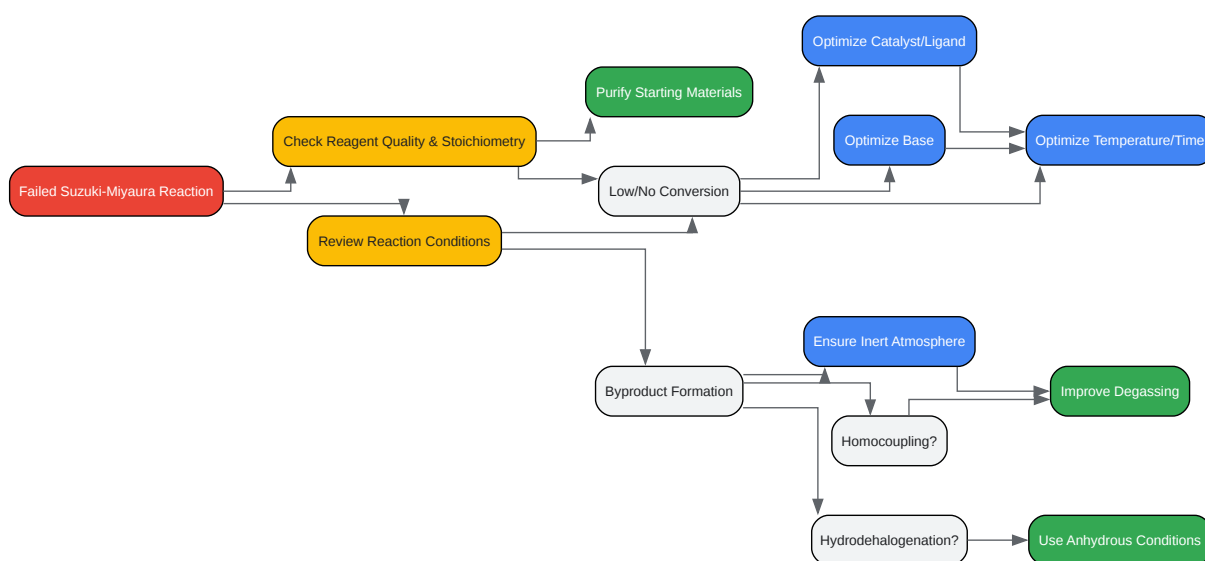 Optimize Catalyst/Ligand
Purify Starting Materials
Check Reagent Quality & Stoichiometry
Optimize Base
Optimize Temperature/Time
Failed Suzuki-Miyaura Reaction
Low/No Conversion
Review Reaction Conditions
Ensure Inert Atmosphere
Byproduct Formation
Improve Degassing
Homocoupling?
Hydrodehalogenation?
Use Anhydrous Conditions